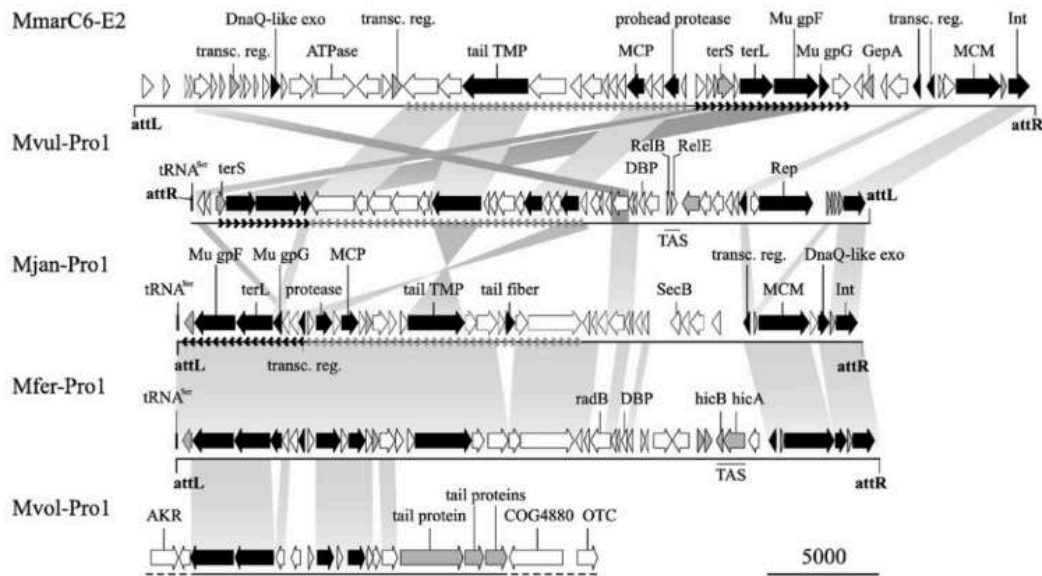 MmarC6-E2
DnaQ-like exo transc. reg. prohead protease Mu gpF transc. reg. Int
transc. reg. ATPase tail TMP MCP terS terL Mu gpG GepA MCM
attL attR
Mvul-Pro1
RelB RelE
tRNASer terS DBP Rep
attR attL
TAS
Mjan-Pro1
Mu gpF Mu gpG MCP transc. reg. DnaQ-like exo
tRNASer terL protease tail TMP tail fiber SecB MCM Int
attL transc. reg. attR
Mfer-Pro1
tRNASer radB DBP hicB hicA
attL TAS attR
Mvol-Pro1
tail proteins
AKR tail protein COG4880 OTC
5000